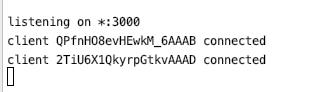 listening on *:3000
client QPfnHO8evHEwkM_6AAAB connected
client 2TiU6X1QkyrpGtkvAAAD connected